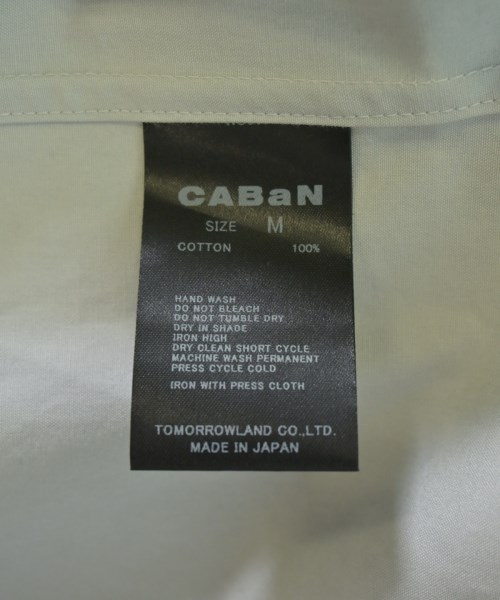 CABaN
SIZE M
COTTON 100%
HAND WASH
DO NOT BLEACH
DO NOT TUMBLE DRY
DRY IN SHADE
IRON HIGH
DRY CLEAN SHORT CYCLE
MACHINE WASH PERMANENT
PRESS CYCLE COLD
IRON WITH PRESS CLOTH
TOMORROWLAND CO.,LTD.
MADE IN JAPAN